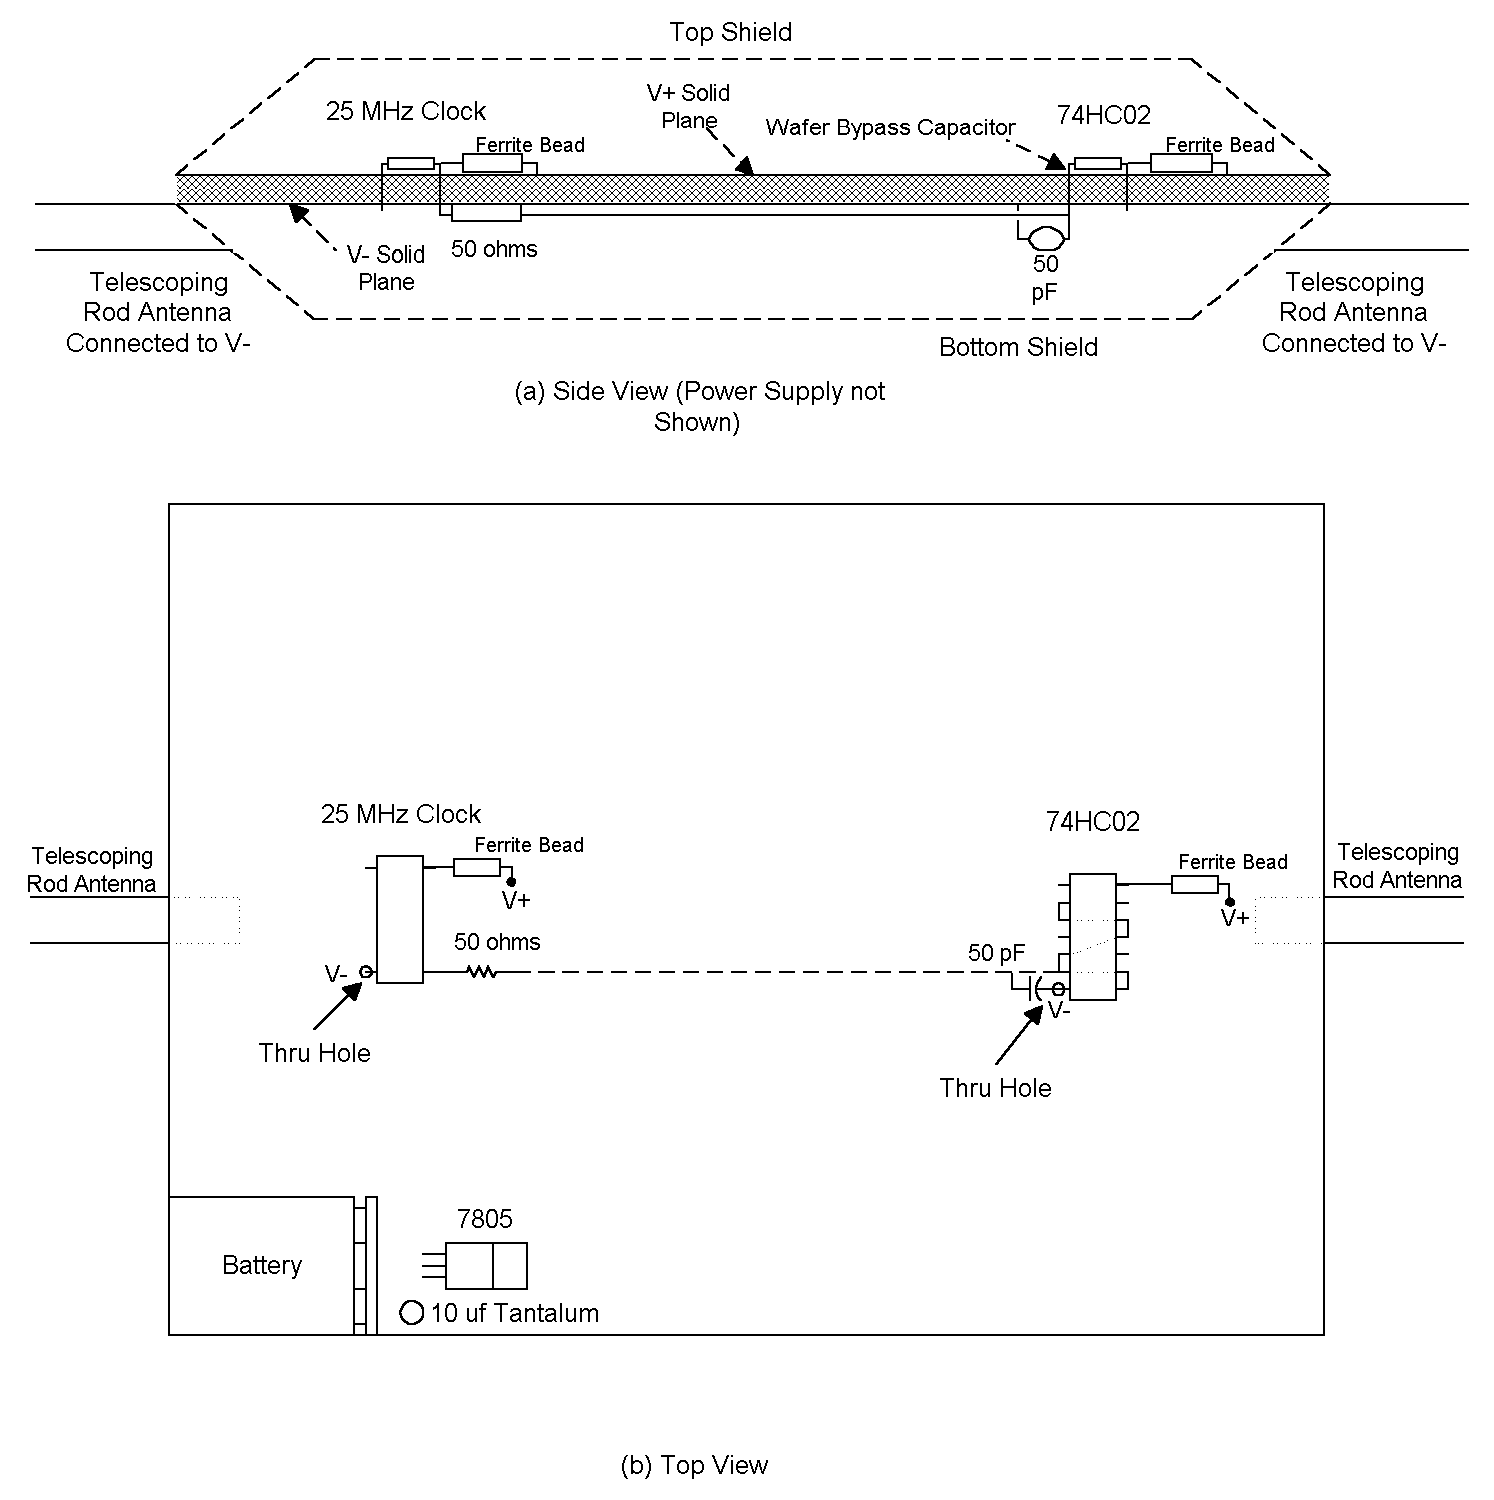 Top Shield
V+ Solid
Plane
25 MHz Clock
Wafer Bypass Capacitor
74HC02
Ferrite Bead
Ferrite Bead
50 ohms
V- Solid
Plane
50
pF
Telescoping
Rod Antenna
Connected to V-
Telescoping
Rod Antenna
Connected to V-
Bottom Shield
(a) Side View (Power Supply not
Shown)
25 MHz Clock
74HC02
Ferrite Bead
Ferrite Bead
Telescoping
Rod Antenna
Telescoping
Rod Antenna
V+
V+
50 ohms
50 pF
V-
V-
Thru Hole
Thru Hole
7805
Battery
10 uf Tantalum
(b) Top View